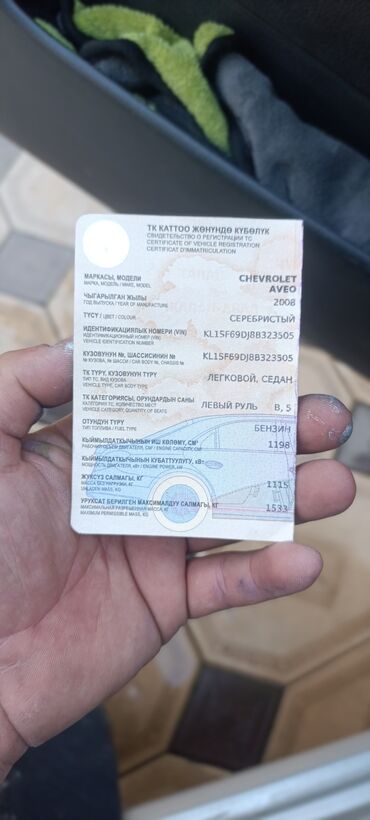 ТК КАТТОО ЖӨНҮНДӨ КҮБӨЛҮК
СВИДЕТЕЛЬСТВО О РЕГИСТРАЦИИ ТС
CERTIFICATE OF VEHICLE REGISTRATION
CERTIFICAT D'IMMATRICULATION
МАРКАСЫ, МОДЕЛИ
МАРКА, МОДЕЛЬ / MAKE, MODEL
CHEVROLET
AVEO
ЧЫГАРЫЛГАН ЖЫЛЫ
ГОД ВЫПУСКА / YEAR OF MANUFACTURE
2008
ТҮСҮ / ЦВЕТ / COLOUR
СЕРЕБРИСТЫЙ
ИДЕНТИФИКАЦИЯЛЫК НОМЕРИ (VIN)
ИДЕНТИФИКАЦИОННЫЙ НОМЕР (VIN)
VEHICLE IDENTIFICATION NUMBER
KL1SF69DJ8B323505
КУЗОВУНУН №, ШАССИСИНИН №
№ КУЗОВА, № ШАССИ / CAR BODY №, CHASSIS №
KL1SF69DJ8B323505
ТК ТҮРҮ, КУЗОВУНУН ТҮРҮ
ТИП ТС, ВИД КУЗОВА
VEHICLE TYPE, CAR BODY TYPE
ЛЕГКОВОЙ, СЕДАН
ТК КАТЕГОРИЯСЫ, ОРУНДАРДЫН САНЫ
КАТЕГОРИЯ ТС, КОЛИЧЕСТВО МЕСТ
VEHICLE CATEGORY, QUANTITY OF SEATS
ЛЕВЫЙ РУЛЬ B, 5
ОТУНДУН ТҮРҮ
ТИП ТОПЛИВА / FUEL TYPE
БЕНЗИН
КЫЙМЫЛДАТКЫЧЫНЫН ИШ КӨЛӨМҮ, СМ³
РАБОЧИЙ ОБЪЕМ ДВИГАТЕЛЯ, СМ³ / ENGINE CAPACITY, CM³
1198
КЫЙМЫЛДАТКЫЧЫНЫН КУБАТТУУЛУГУ, кВт
МОЩНОСТЬ ДВИГАТЕЛЯ, кВт / ENGINE POWER, kW
ЖҮКСҮЗ САЛМАГЫ, КГ
МАССА БЕЗ НАГРУЗКИ, КГ
UNLADEN MASS, KG
1115
УРУКСАТ БЕРИЛГЕН МАКСИМАЛДУУ САЛМАГЫ, КГ
МАКСИМАЛЬНАЯ РАЗРЕШЕННАЯ МАССА, КГ
MAXIMUM PERMISSIBLE MASS, KG
1533